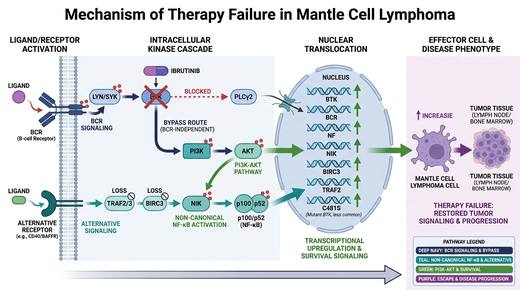 Mechanism of Therapy Failure in Mantle Cell Lymphoma
LIGAND/RECEPTOR
ACTIVATION
INTRACELLULAR
KINASE CASCADE
NUCLEAR
TRANSLOCATION
EFFECTOR CELL &
DISEASE PHENOTYPE
LIGAND
BCR
(B-cell Receptor)
LYN/SYK
BCR
SIGNALING
IBRUTINIB
BLOCKED
PLCγ2
BYPASS ROUTE
(BCR-INDEPENDENT)
PI3K
AKT
PI3K-AKT
PATHWAY
LIGAND
ALTERNATIVE
RECEPTOR
(e.g., CD40/BAFFR)
ALTERNATIVE
SIGNALING
LOSS
TRAF2/3
LOSS
BIRC3
NIK
NON-CANONICAL
NF-κB ACTIVATION
p100
p52
p100/p52
(NF-κB)
NUCLEUS
BTK
BCR
NF
NIK
BIRC3
TRAF2
C481S
(Mutant BTK, less common)
TRANSCRIPTIONAL
UPREGULATION &
SURVIVAL SIGNALING
INCREASIE
MANTLE CELL
LYMPHOMA CELL
TUMOR TISSUE
(LYMPH NODE/
BONE MARROW)
TUMOR TISSUE
(LYMPH NODE/
BONE MARROW)
THERAPY FAILURE:
RESTORED TUMOR
SIGNALING & PROGRESSION
PATHWAY LEGEND
DEEP NAVY: BCR SIGNALING & BYPASS
TEAL: NON-CANONICAL NF-κB & ALTERNATIVE
GREEN: PI3K-AKT & SURVIVAL
PURPLE: ESCAPE & DISEASE PROGRESSION